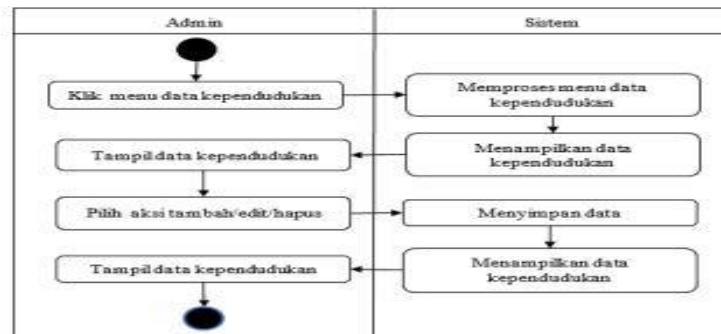 Admin
Sistem
Klik menu data kependudukan
Memproses menu data
kependudukan
Menampilkan data
kependudukan
Tampil data kependudukan
Pilih aksi tambah/edit/hapus
Menyimpan data
Menampilkan data
kependudukan
Tampil data kependudukan